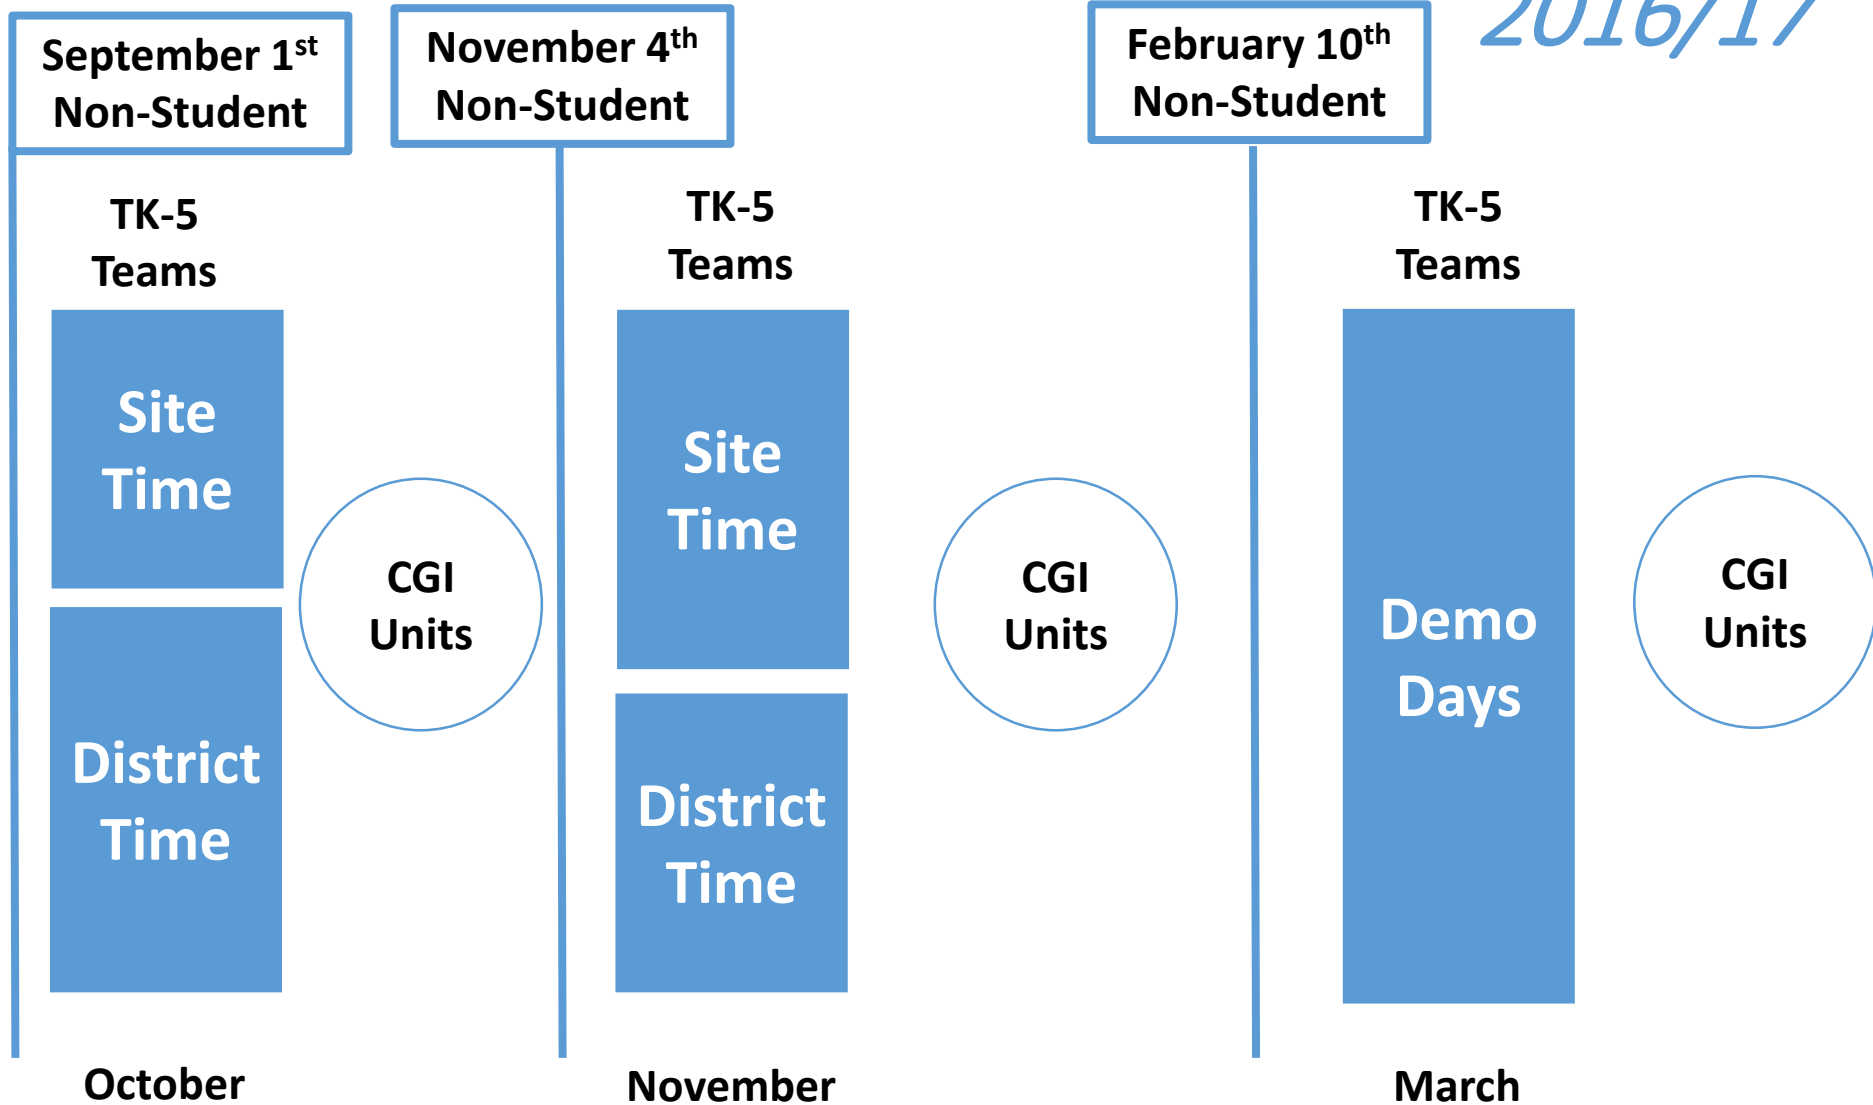 2016/17
September 1st
Non-Student
November 4th
Non-Student
February 10th
Non-Student
TK-5
Teams
Site
Time
District
Time
October
CGI
Units
TK-5
Teams
Site
Time
District
Time
November
CGI
Units
TK-5
Teams
Demo
Days
March
CGI
Units